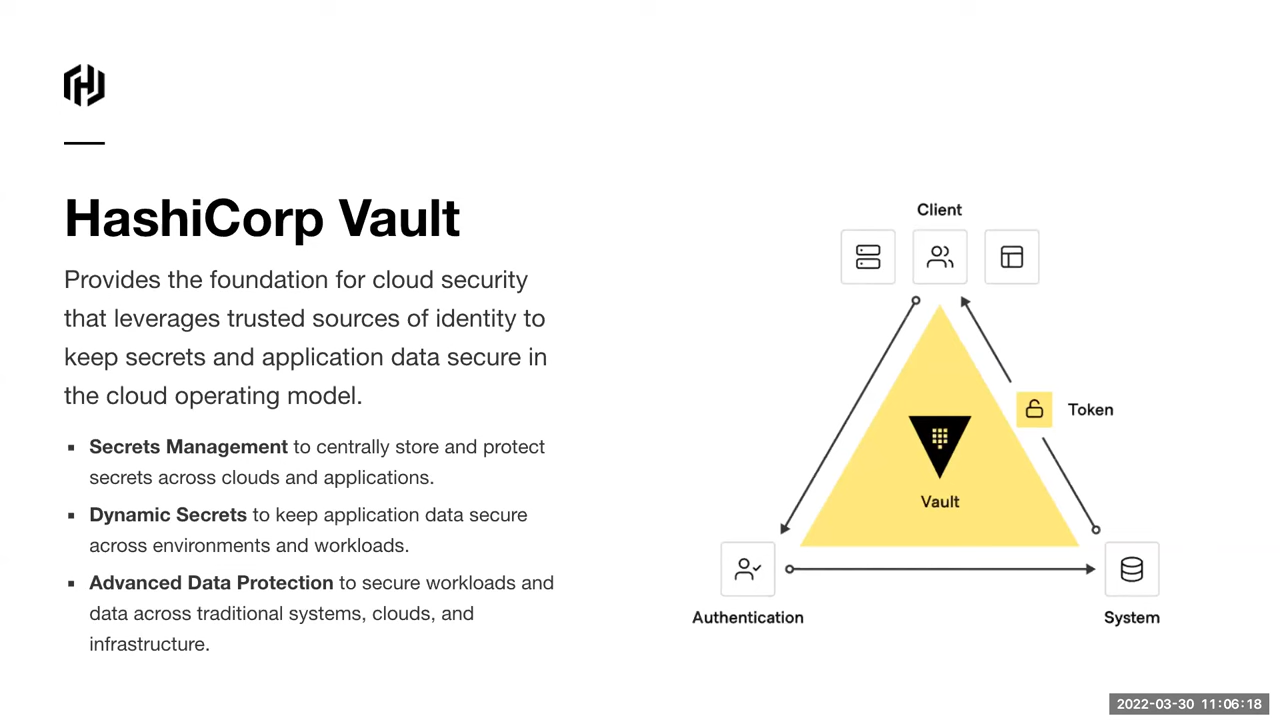 HashiCorp Vault
Provides the foundation for cloud security
that leverages trusted sources of identity to
keep secrets and application data secure in
the cloud operating model.
▪ Secrets Management to centrally store and protect
secrets across clouds and applications.
▪ Dynamic Secrets to keep application data secure
across environments and workloads.
▪ Advanced Data Protection to secure workloads and
data across traditional systems, clouds, and
infrastructure.
Client
Token
Vault
Authentication
System
2022-03-30 11:06:18